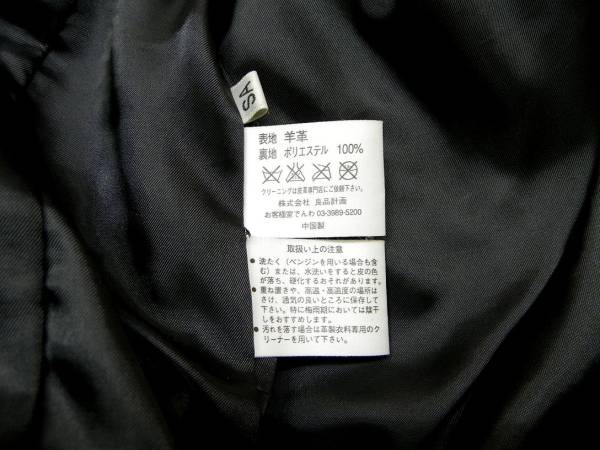 SA
表地 羊革
裏地 ポリエステル 100%
クリーニングは皮革専門店にご依頼下さい。
株式会社 良品計画
お客様室でんわ 03-3989-5200
中国製
取扱い上の注意
● 洗たく（ベンジンを用いる場合も含
む）または、水洗いをすると皮の色
が落ち、硬化するおそれがあります。
● 重ね置きや、高温・高湿度の場所は
さけ、通気の良いところに保存して
下さい。特に梅雨期においては陰干
しをおすすめします。
● 汚れを落す場合は革製衣料専用のク
リーナーを用いて下さい。